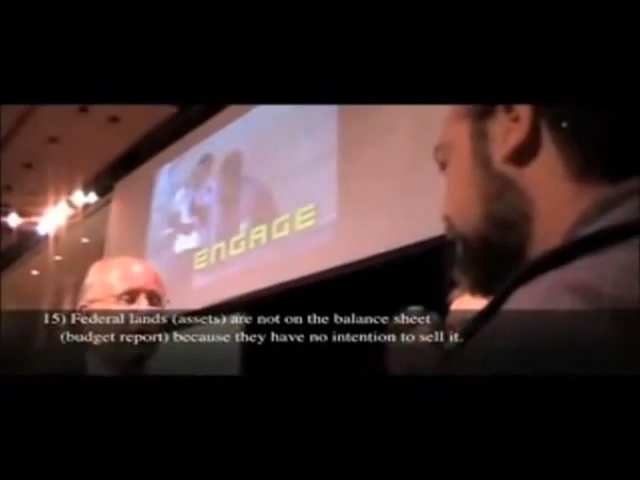 ENGAGE
15) Federal lands (assets) are not on the balance sheet
(budget report) because they have no intention to sell it.